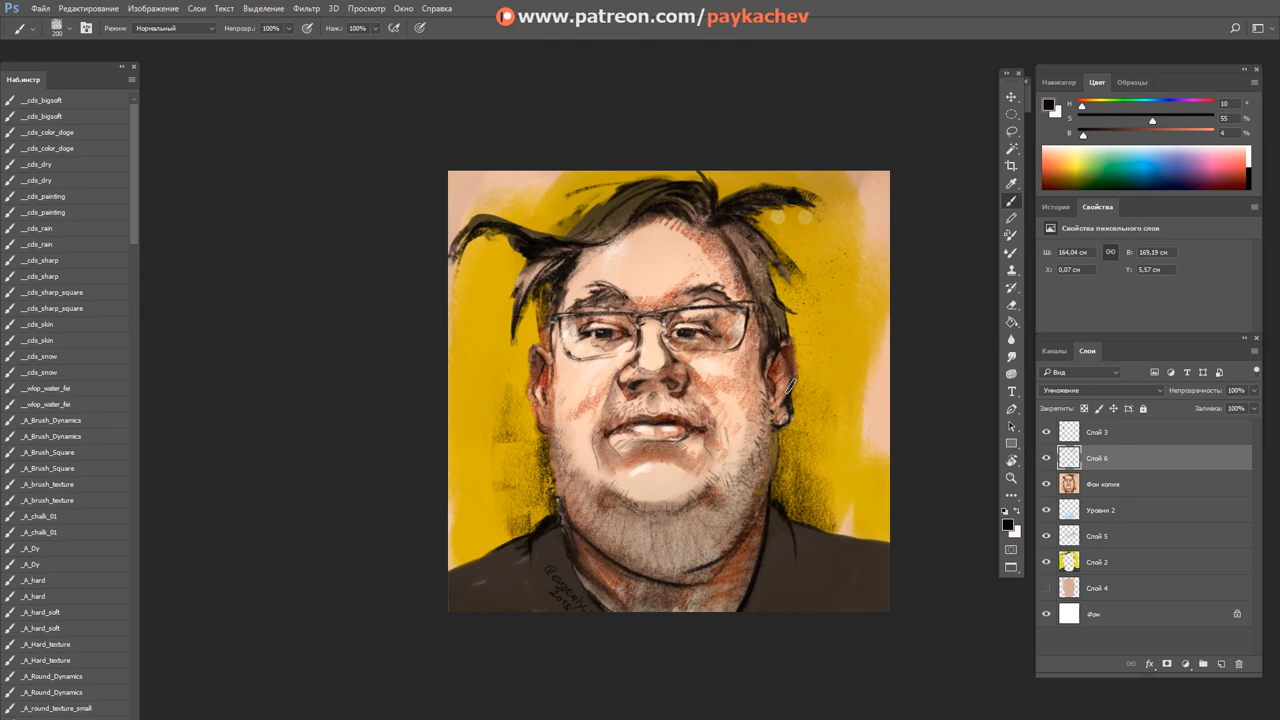 Ps Файл Редактирование Изображение Слои Текст Выделение Фильтр 3D Просмотр Окно Справка
www.patreon.com/paykachev
200 Режим: Нормальный Непрозр.: 100% Наж.: 100%
Наб.инстр
__cds_bigsoft
__cds_bigsoft
__cds_color_doge
__cds_color_doge
__cds_dry
__cds_dry
__cds_painting
__cds_painting
__cds_rain
__cds_rain
__cds_sharp
__cds_sharp
__cds_sharp_square
__cds_sharp_square
__cds_skin
__cds_skin
__cds_snow
__cds_snow
__wlop_water_fei
__wlop_water_fei
_A_Brush_Dynamics
_A_Brush_Dynamics
_A_Brush_Square
_A_Brush_Square
_A_brush_texture
_A_brush_texture
_A_chalk_01
_A_chalk_01
_A_Dy
_A_Dy
_A_hard
_A_hard
_A_hard_soft
_A_hard_soft
_A_Hard_texture
_A_Hard_texture
_A_Round_Dynamics
_A_Round_Dynamics
_A_round_texture_small
2018
Навигатор Цвет Образцы
H 10 °
S 55 %
B 4 %
История Свойства
Свойства пиксельного слоя
Ш: 164,04 см В: 169,19 см
X: 0,07 см Y: 5,57 см
Каналы Слои
Вид
Умножение Непрозрачность: 100%
Закрепить: Заливка: 100%
Слой 3
Слой 6
Фон копия
Уровни 2
Слой 5
Слой 2
Слой 4
Фон
fx